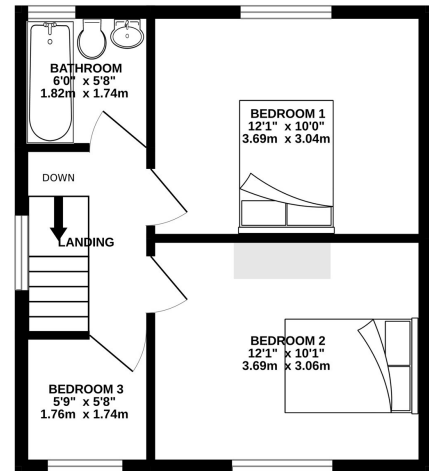 BATHROOM
6'0" x 5'8"
1.82m x 1.74m
BEDROOM 1
12'1" x 10'0"
3.69m x 3.04m
DOWN
LANDING
BEDROOM 2
12'1" x 10'1"
3.69m x 3.06m
BEDROOM 3
5'9" x 5'8"
1.76m x 1.74m